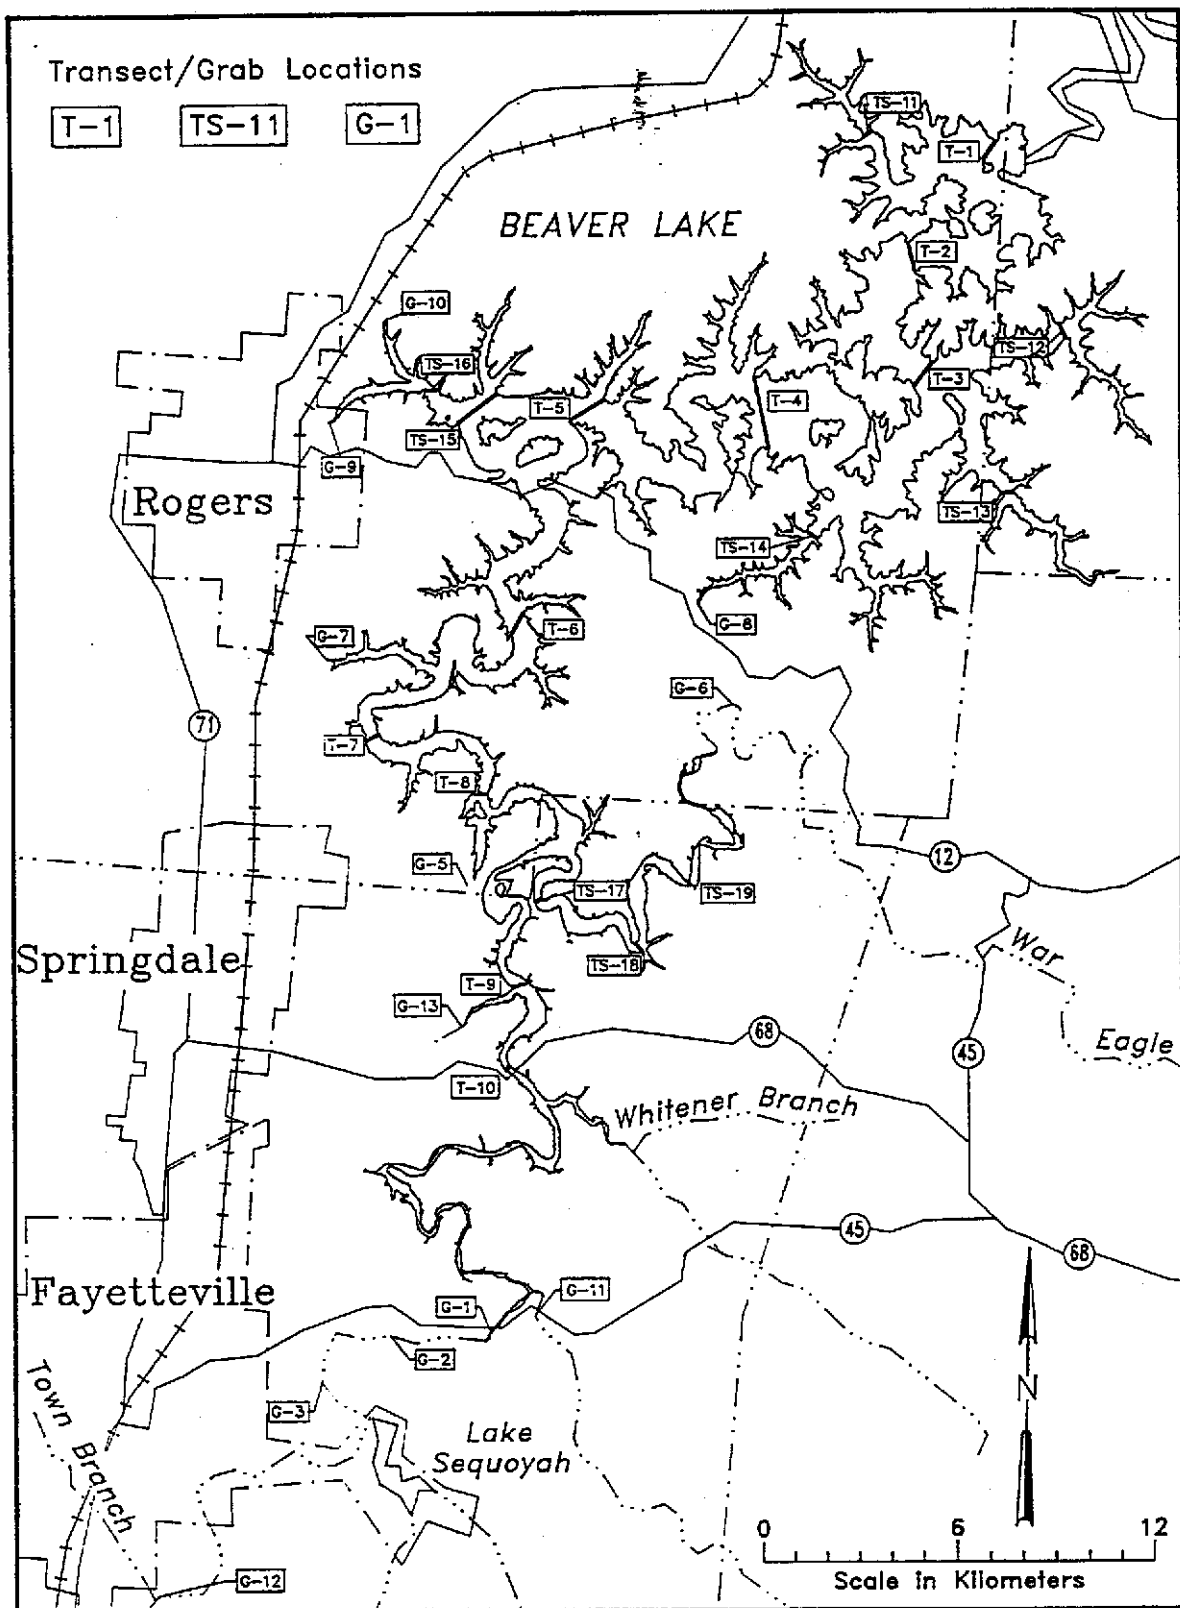 Transect/Grab Locations
T-1 TS-11 G-1
TS-11
T-1
BEAVER LAKE
T-2
G-10
TS-12
TS-16
T-3
T-4
T-5
TS-15
G-9
Rogers
TS-13
TS-14
G-8
T-6
G-7
G-6
71
T-7
T-8
12
G-5
TS-17
TS-19
War
Springdale
TS-18
T-9
G-13
68
Eagle
45
T-10
Whitener Branch
45
68
Fayetteville
G-11
G-1
G-2
N
Town Branch
G-3
Lake
Sequoyah
0 6 12
Scale in Kilometers
G-12